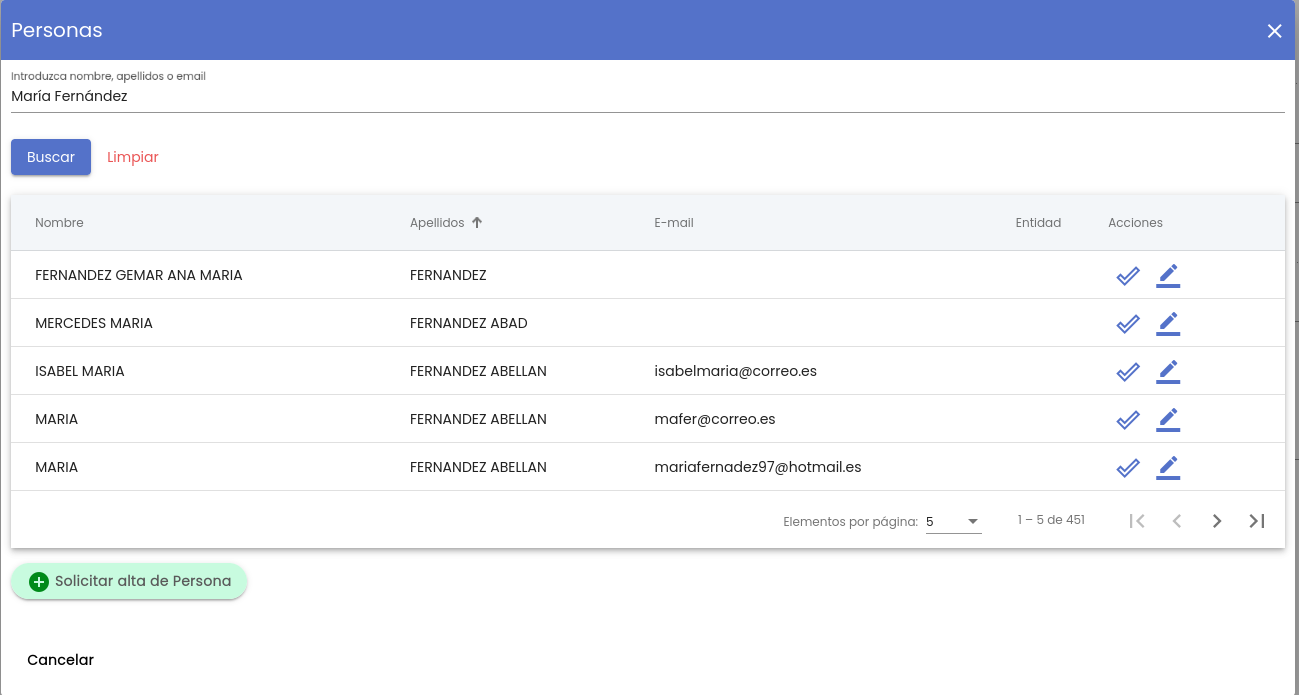 Personas
Introduzca nombre, apellidos o email
María Fernández
Buscar Limpiar
Nombre Apellidos E-mail Entidad Acciones
FERNANDEZ GEMAR ANA MARIA FERNANDEZ
MERCEDES MARIA FERNANDEZ ABAD
ISABEL MARIA FERNANDEZ ABELLAN isabelmaria@correo.es
MARIA FERNANDEZ ABELLAN mafer@correo.es
MARIA FERNANDEZ ABELLAN mariafernadez97@hotmail.es
Elementos por página: 5 1 – 5 de 451
Solicitar alta de Persona
Cancelar